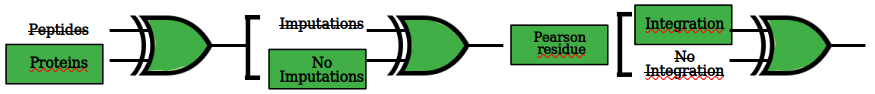 Peptides
Proteins
Imputations
No
Imputations
Pearson
residue
Integration
No
Integration